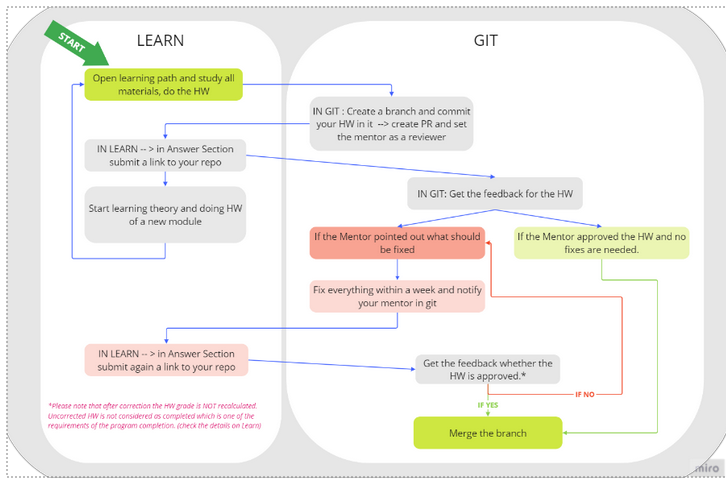 LEARN
GIT
START
Open learning path and study all
materials, do the HW
IN GIT : Create a branch and commit
your HW in it --> create PR and set
the mentor as a reviewer
IN LEARN -- > in Answer Section
submit a link to your repo
Start learning theory and doing HW
of a new module
IN GIT: Get the feedback for the HW
If the Mentor pointed out what should
be fixed
If the Mentor approved the HW and no
fixes are needed.
Fix everything within a week and notify
your mentor in git
IN LEARN -- > in Answer Section
submit again a link to your repo
Get the feedback whether the
HW is approved.*
IF NO
IF YES
Merge the branch
*Please note that after correction the HW grade is NOT recalculated.
Uncorrected HW is not considered as completed which is one of the
requirements of the program completion. (check the details on Learn)
miro